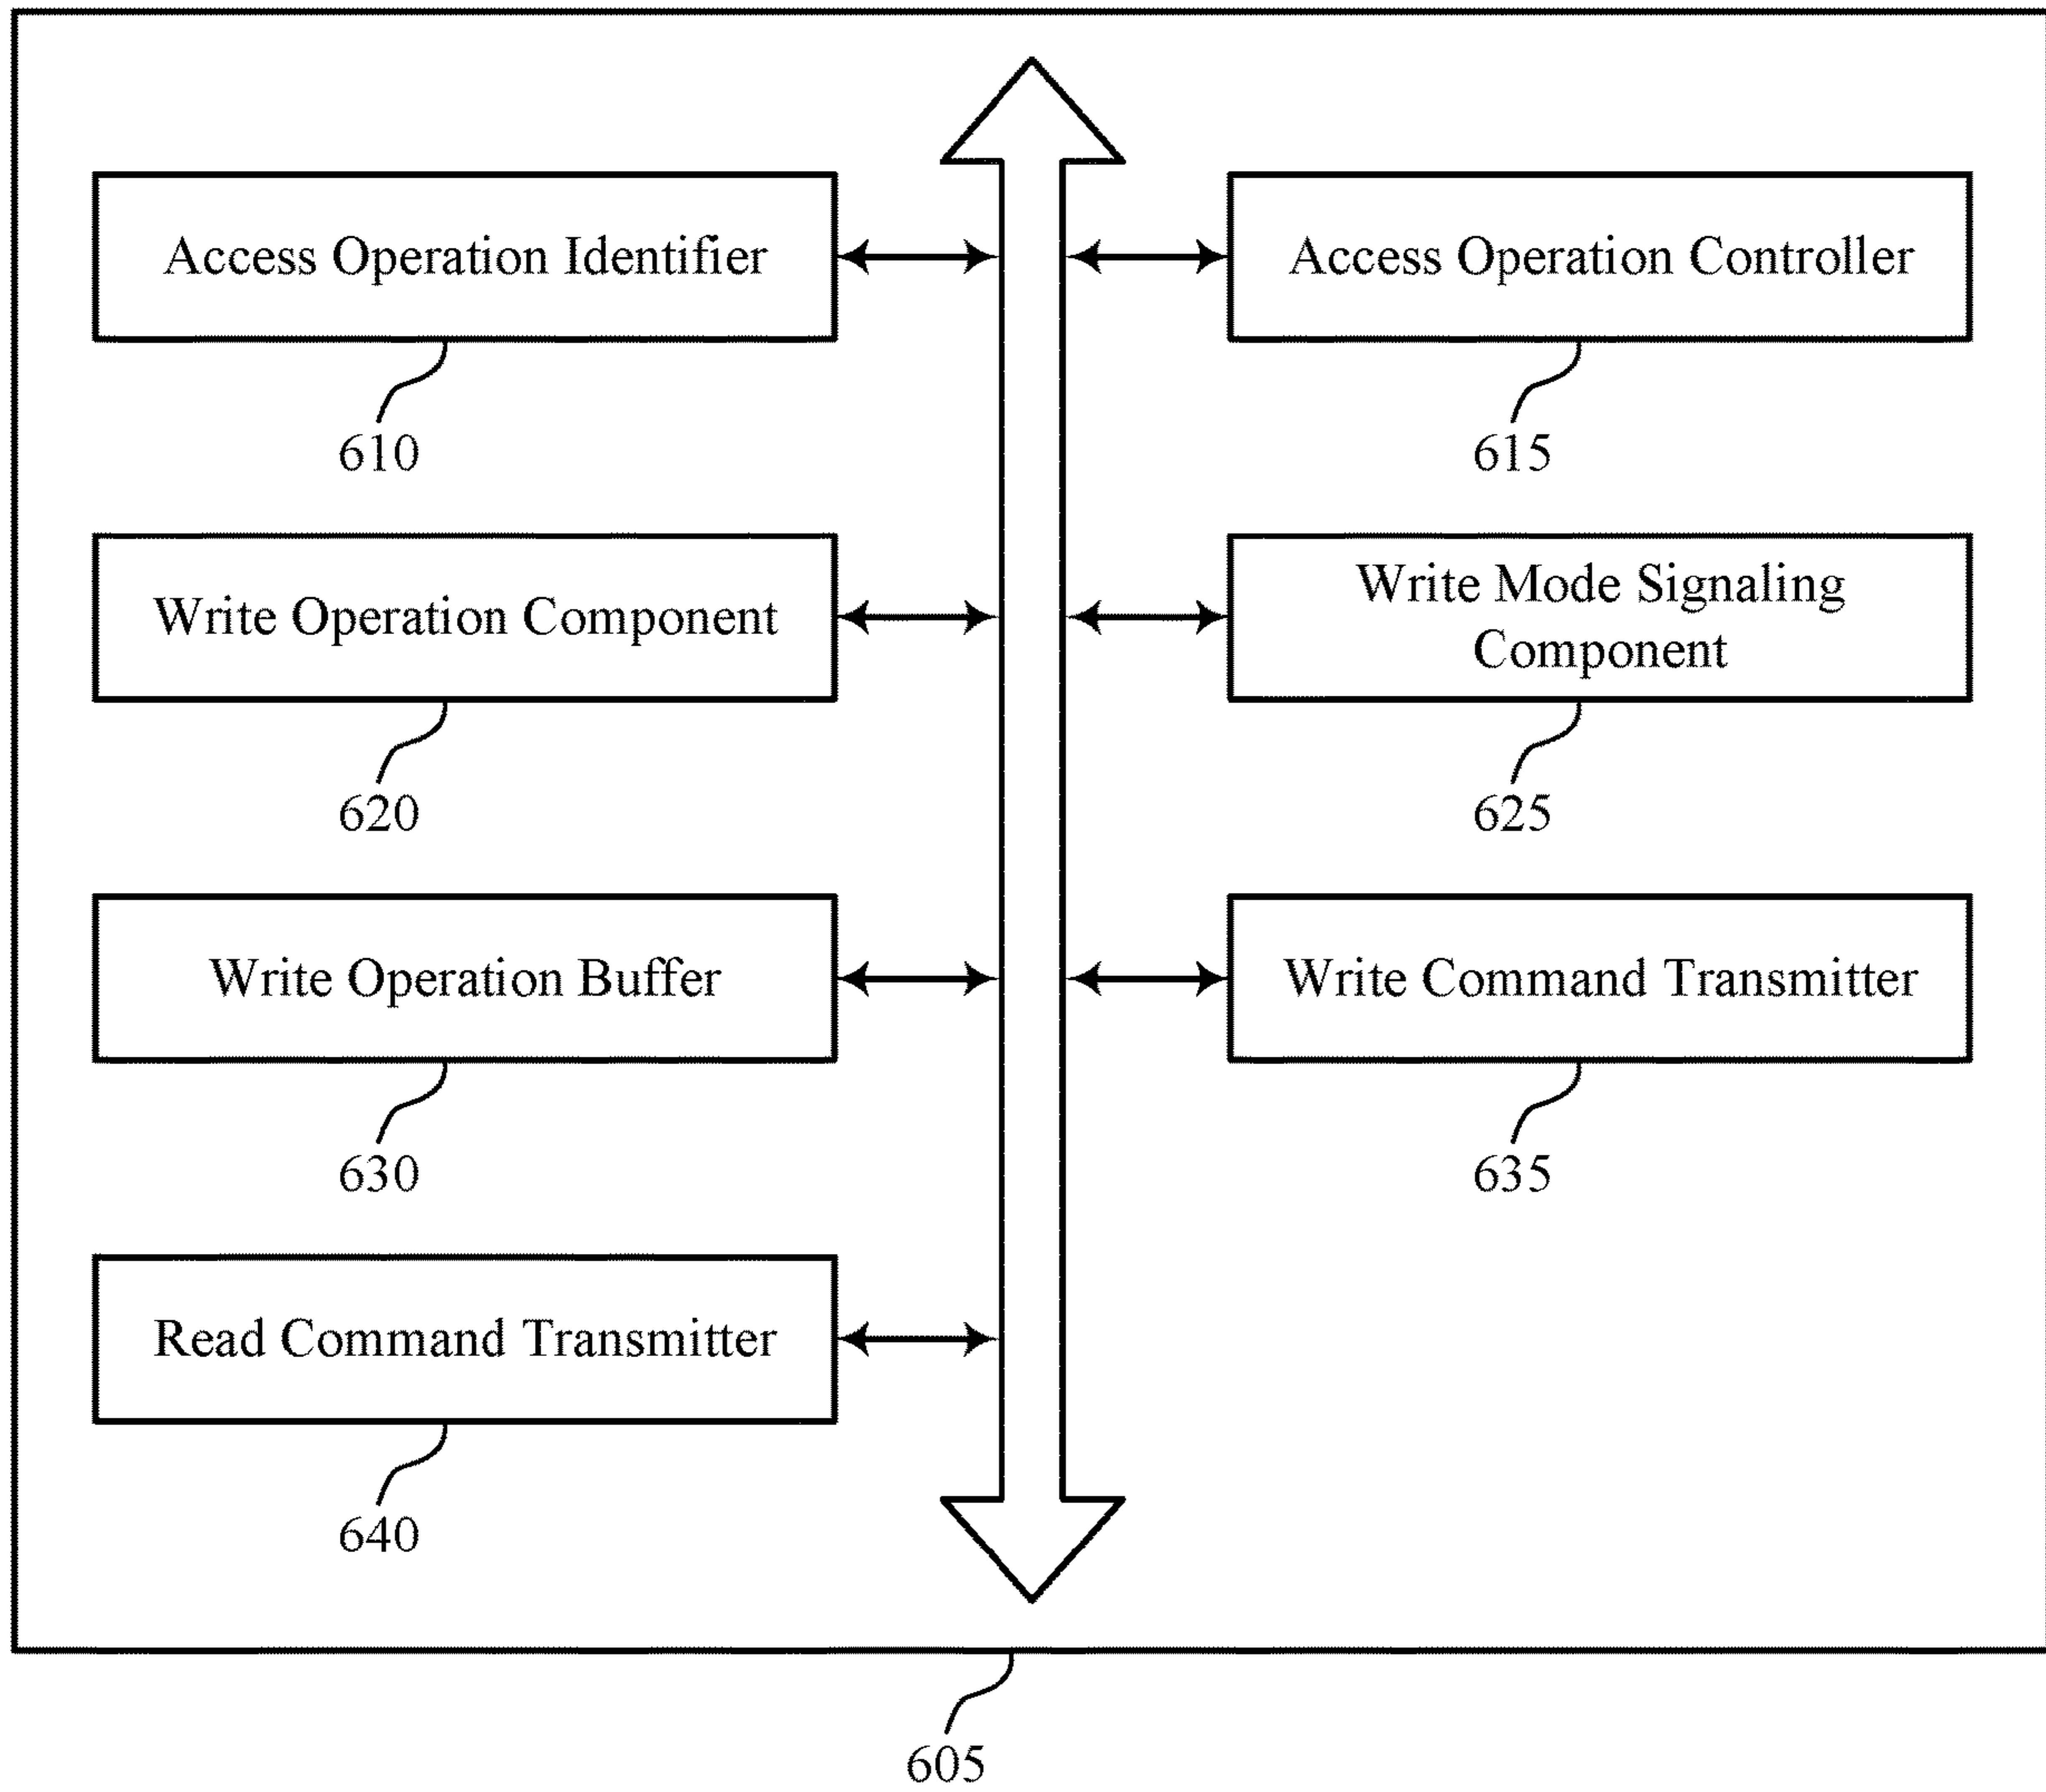 Access Operation Identifier
Access Operation Controller
610
615
Write Operation Component
Write Mode Signaling
Component
620
625
Write Operation Buffer
Write Command Transmitter
630
635
Read Command Transmitter
640
605